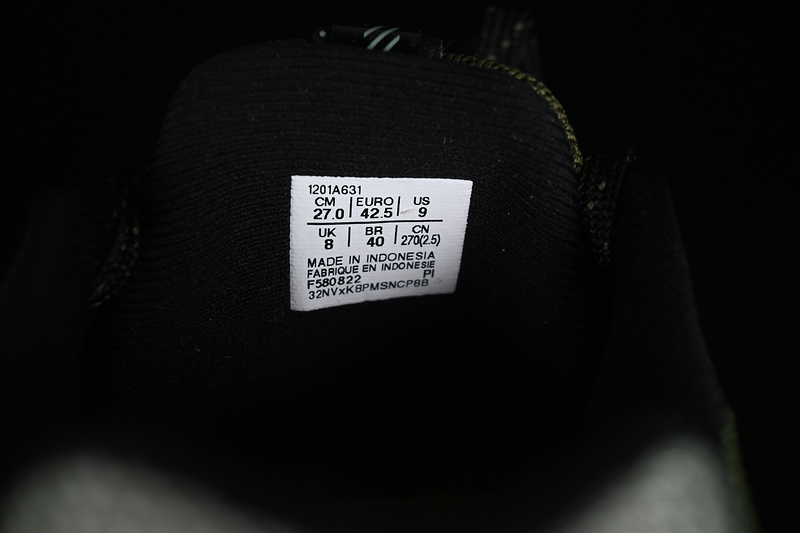 1201A631
CM | EURO | US
27.0 | 42.5 | 9
UK | BR | CN
8 | 40 | 270(2.5)
MADE IN INDONESIA
FABRIQUE EN INDONESIE
F580822 PI
32NVxK8PMSNCP8B